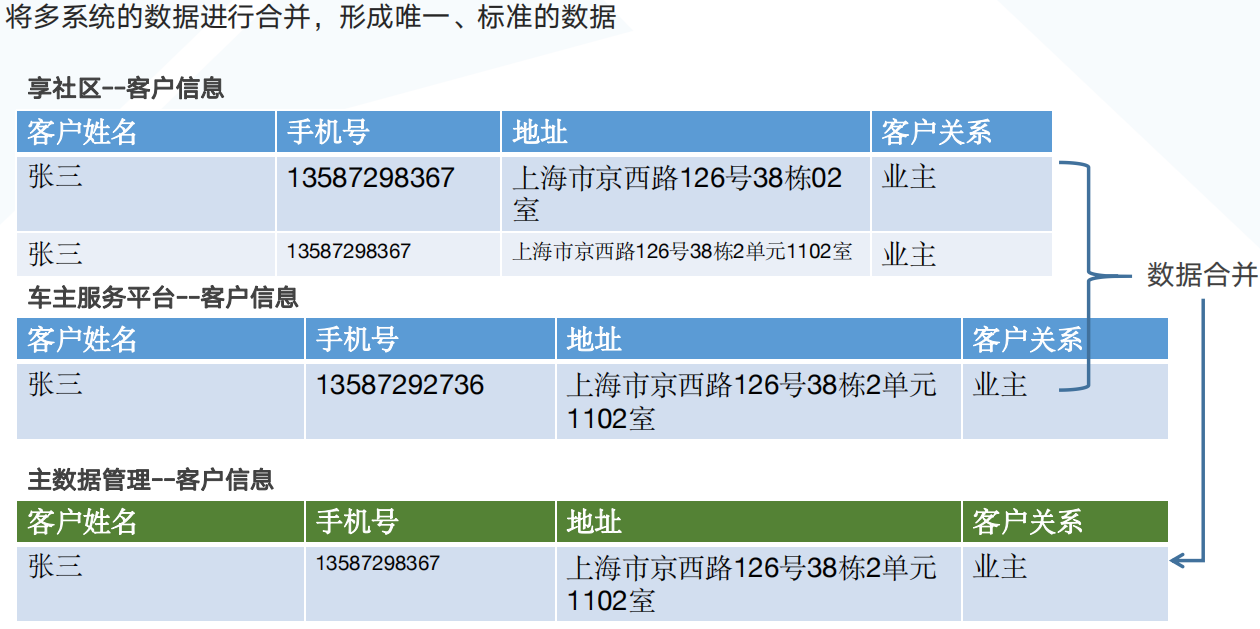 将多系统的数据进行合并，形成唯一、标准的数据
享社区--客户信息
客户姓名 手机号 地址 客户关系
张三 13587298367 上海市京西路126号38栋02 业主
室
张三 13587298367 上海市京西路126号38栋2单元1102室 业主
数据合并
车主服务平台--客户信息
客户姓名 手机号 地址 客户关系
张三 13587292736 上海市京西路126号38栋2单元 业主
1102室
主数据管理--客户信息
客户姓名 手机号 地址 客户关系
张三 13587298367 上海市京西路126号38栋2单元 业主
1102室